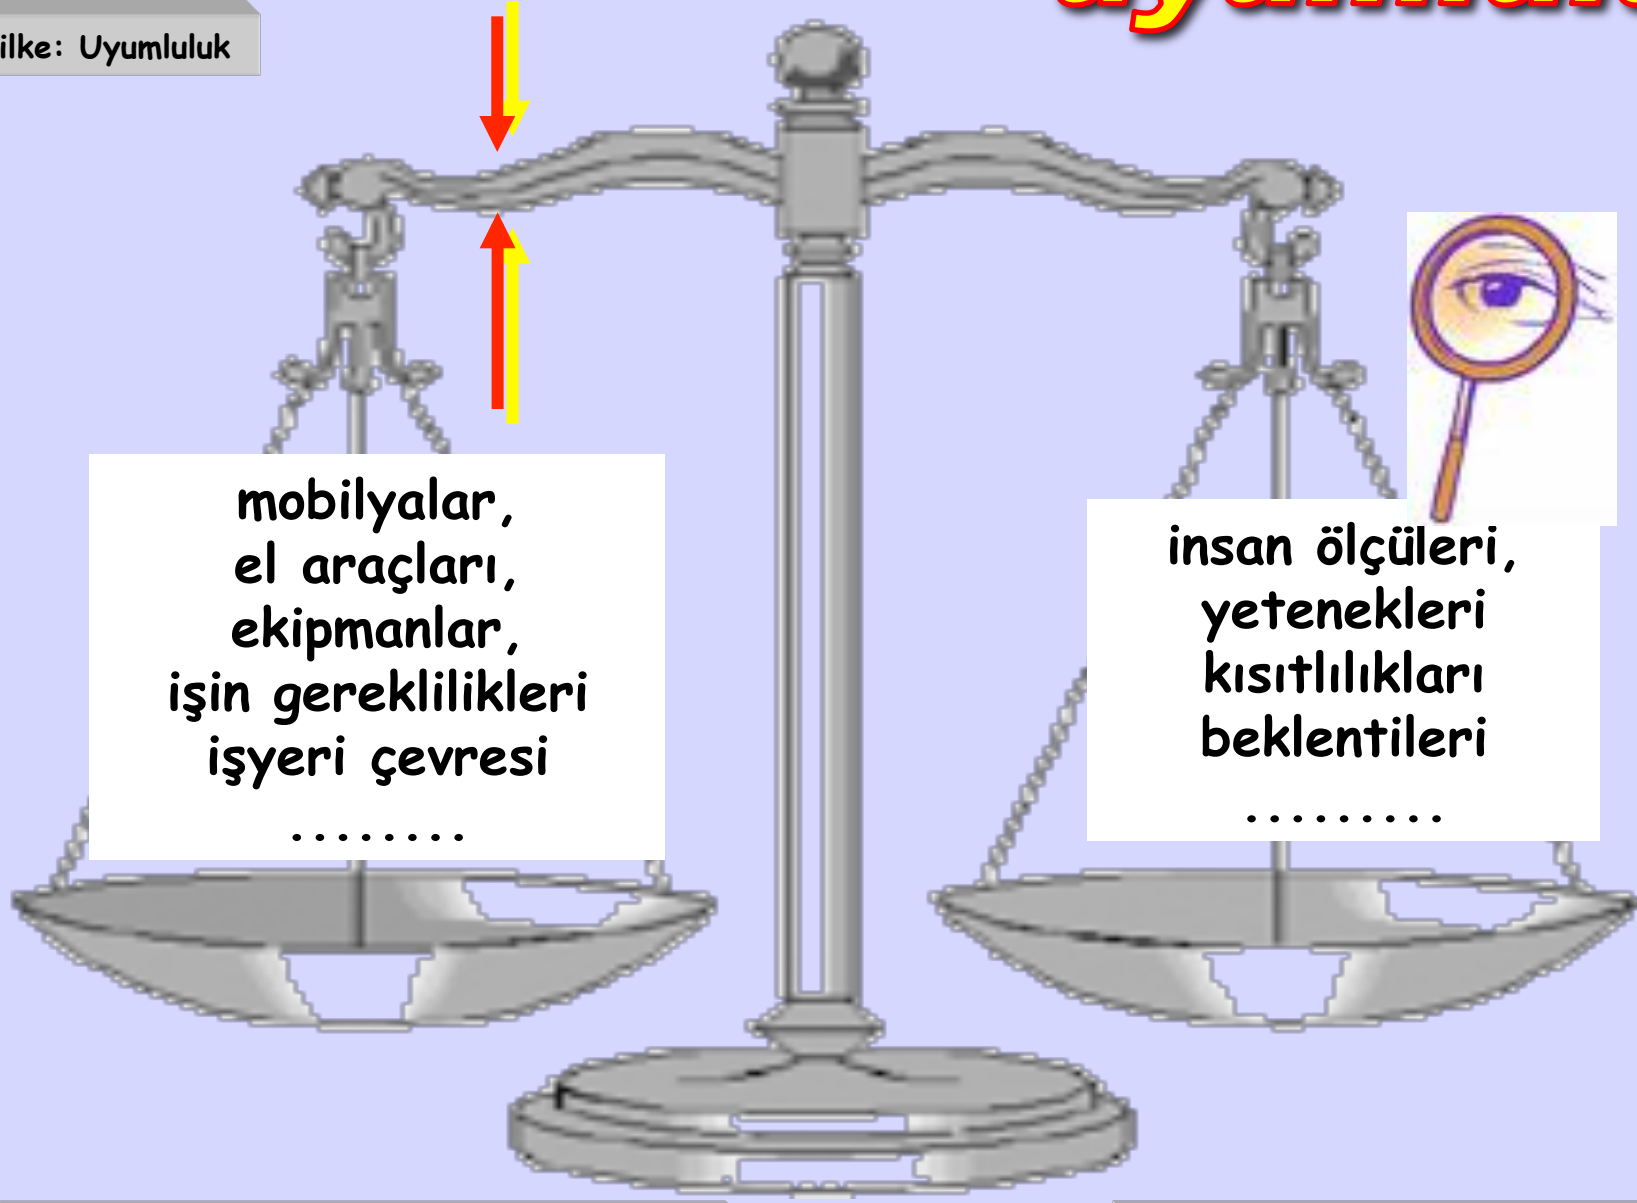 ilke: Uyumluluk
mobilyalar,
el araçları,
ekipmanlar,
işin gereklilikleri
işyeri çevresi
........
insan ölçüleri,
yetenekleri
kısıtlılıkları
beklentileri
.........